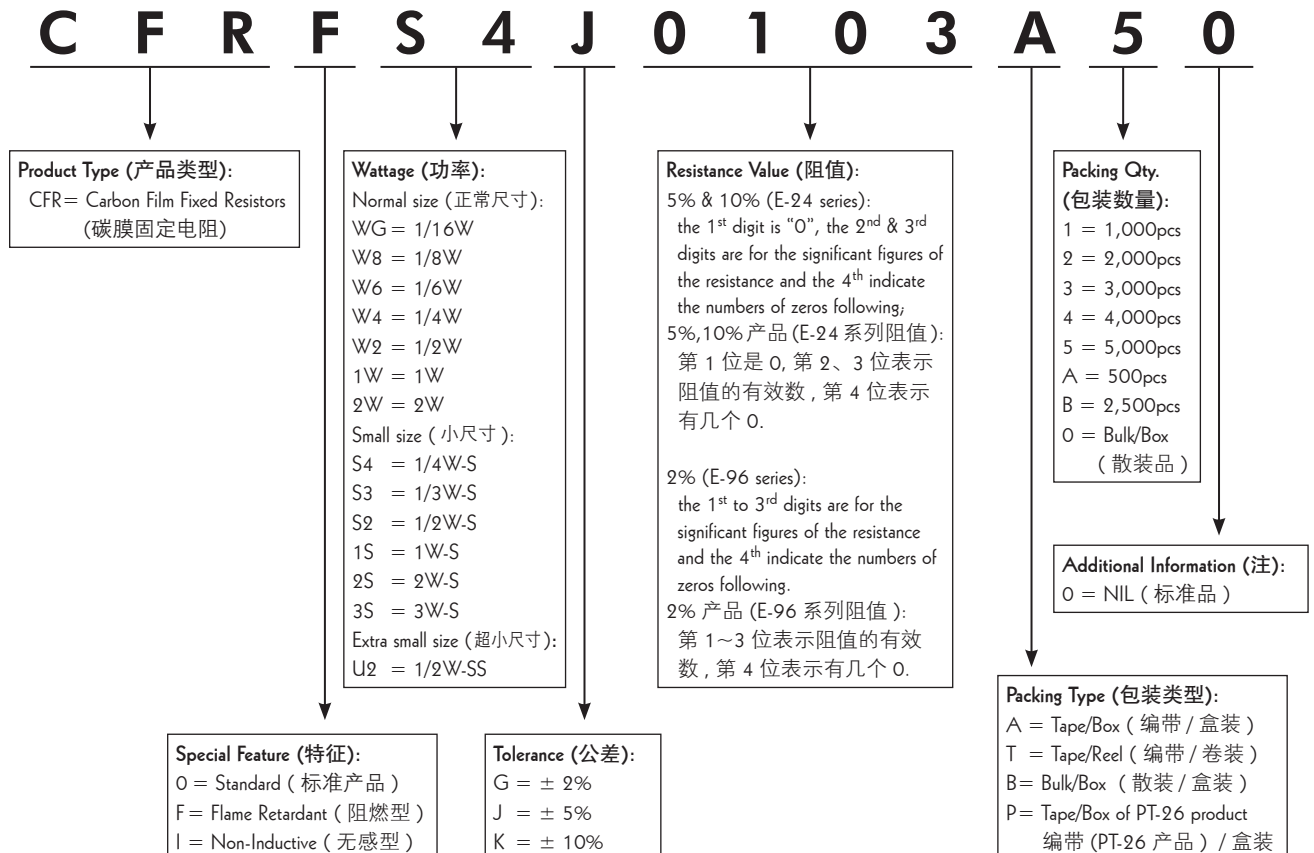 C F R F S 4 J 0 1 0 3 A 5 0
Product Type (产品类型):
CFR= Carbon Film Fixed Resistors
(碳膜固定电阻)
Wattage (功率):
Normal size (正常尺寸):
WG = 1/16W
W8 = 1/8W
W6 = 1/6W
W4 = 1/4W
W2 = 1/2W
1W = 1W
2W = 2W
Small size ( 小尺寸 ):
S4 = 1/4W-S
S3 = 1/3W-S
S2 = 1/2W-S
1S = 1W-S
2S = 2W-S
3S = 3W-S
Extra small size (超小尺寸):
U2 = 1/2W-SS
Resistance Value (阻值):
5% & 10% (E-24 series):
the 1st digit is “0”, the 2nd & 3rd
digits are for the significant figures of
the resistance and the 4th indicate
the numbers of zeros following;
5%,10% 产品 (E-24 系列阻值 ):
第 1 位是 0, 第 2、3 位表示
阻值的有效数 , 第 4 位表示
有几个 0.
2% (E-96 series):
the 1st to 3rd digits are for the
significant figures of the resistance
and the 4th indicate the numbers of
zeros following.
2% 产品 (E-96 系列阻值 ):
第 1~3 位表示阻值的有效
数 , 第 4 位表示有几个 0.
Packing Qty.
(包装数量):
1 = 1,000pcs
2 = 2,000pcs
3 = 3,000pcs
4 = 4,000pcs
5 = 5,000pcs
A = 500pcs
B = 2,500pcs
0 = Bulk/Box
( 散装品 )
Additional Information (注):
0 = NIL ( 标准品 )
Special Feature (特征):
0 = Standard ( 标准产品 )
F = Flame Retardant ( 阻燃型 )
I = Non-Inductive ( 无感型 )
Tolerance (公差):
G = ± 2%
J = ± 5%
K = ± 10%
Packing Type (包装类型):
A = Tape/Box ( 编带 / 盒装 )
T = Tape/Reel ( 编带 / 卷装 )
B= Bulk/Box ( 散装 / 盒装 )
P= Tape/Box of PT-26 product
编带 (PT-26 产品 ) / 盒装